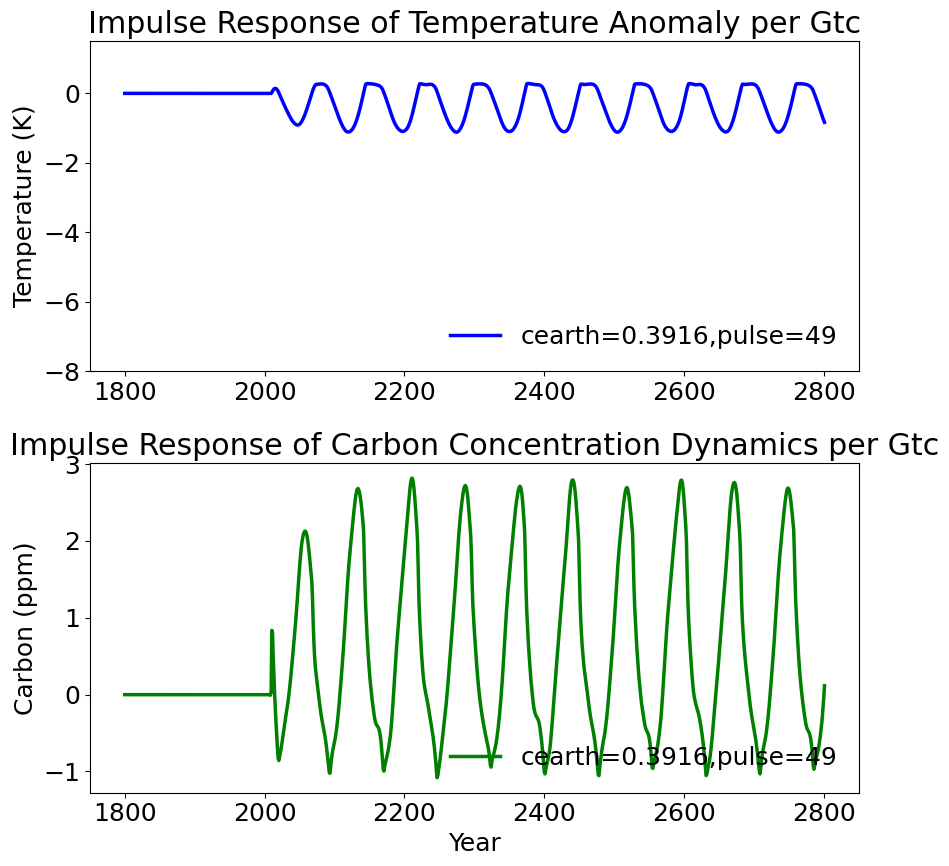 Impulse Response of Temperature Anomaly per Gtc
Temperature (K)
0
−2
−4
−6
−8
cearth=0.3916,pulse=49
1800 2000 2200 2400 2600 2800
Impulse Response of Carbon Concentration Dynamics per Gtc
Carbon (ppm)
3
2
1
0
−1
cearth=0.3916,pulse=49
1800 2000 2200 2400 2600 2800
Year